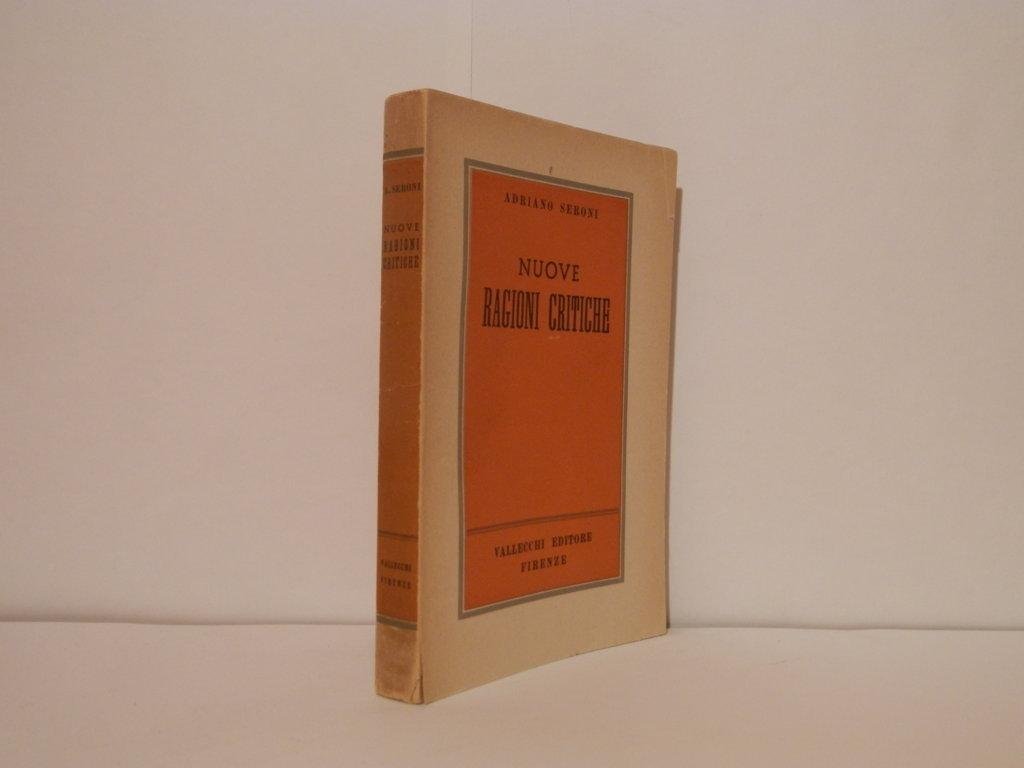 A. SERONI
NUOVE
RAGIONI
CRITICHE
VALLECCHI
FIRENZE
ADRIANO SERONI
NUOVE
RAGIONI CRITICHE
VALLECCHI EDITORE
FIRENZE